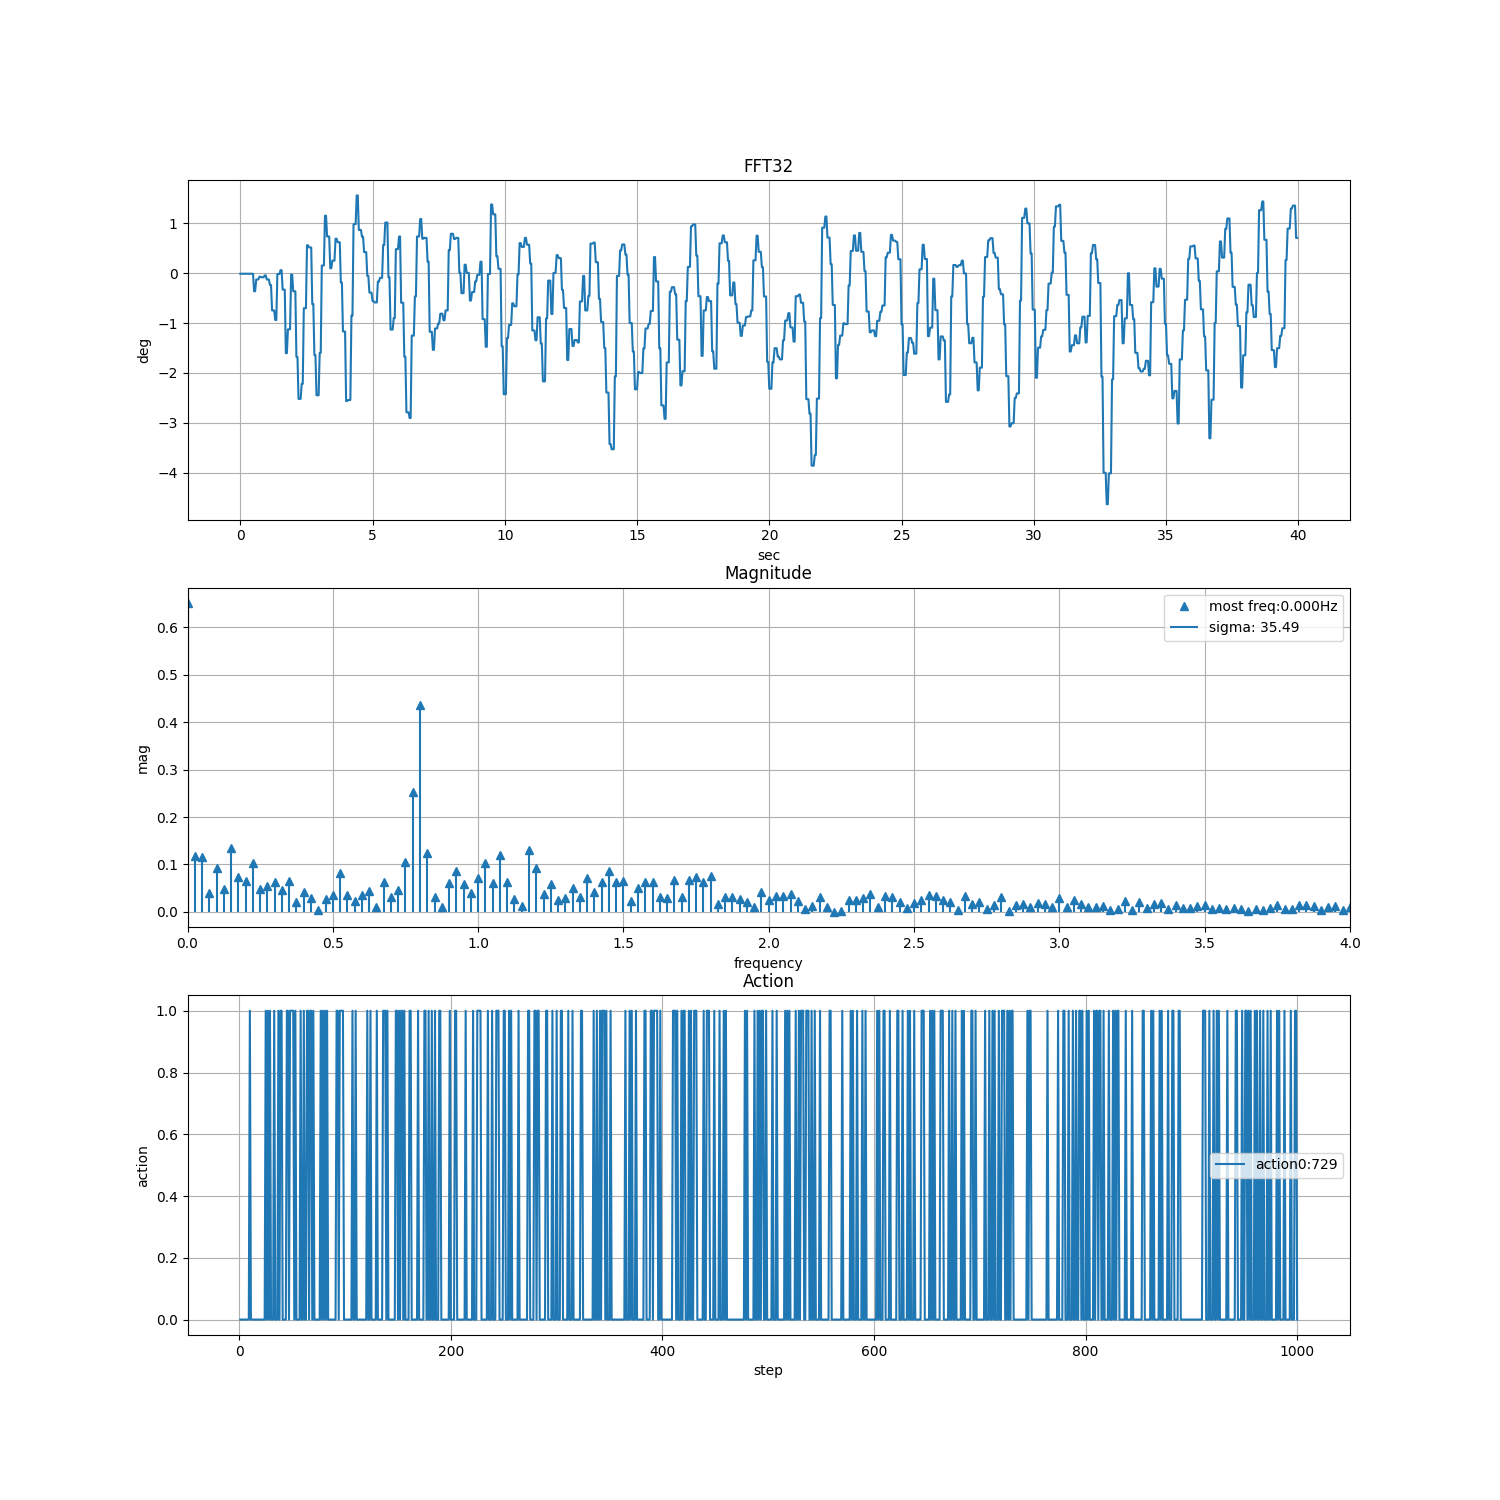 FFT32
1
0
−1
−2
−3
−4
deg
0 5 10 15 20 25 30 35 40
sec
Magnitude
most freq:0.000Hz
sigma: 35.49
0.6
0.5
0.4
0.3
0.2
0.1
0.0
mag
0.0 0.5 1.0 1.5 2.0 2.5 3.0 3.5 4.0
frequency
Action
1.0
0.8
0.6
0.4
0.2
0.0
action
action0:729
0 200 400 600 800 1000
step